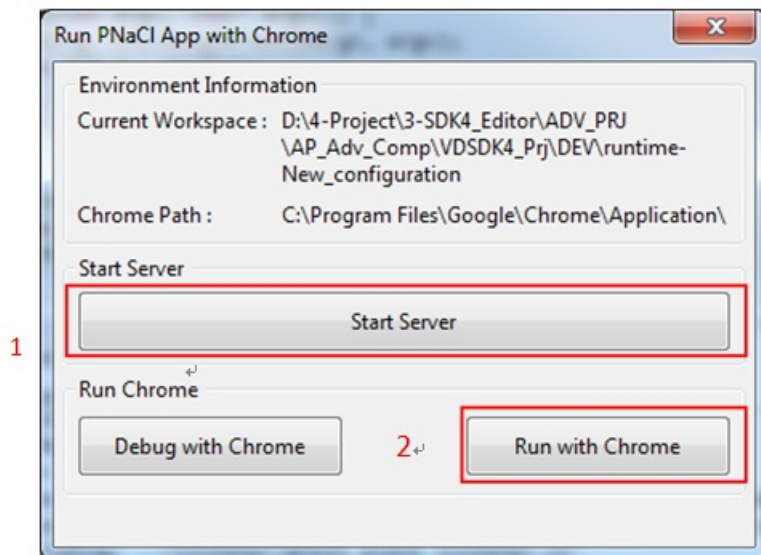 Run PNaCl App with Chrome
Environment Information
Current Workspace : D:\4-Project\3-SDK4_Editor\ADV_PRJ
\AP_Adv_Comp\VDSDK4_Prj\DEV\runtime-
New_configuration
Chrome Path : C:\Program Files\Google\Chrome\Application\
Start Server
1 Start Server
Run Chrome
Debug with Chrome 2 Run with Chrome